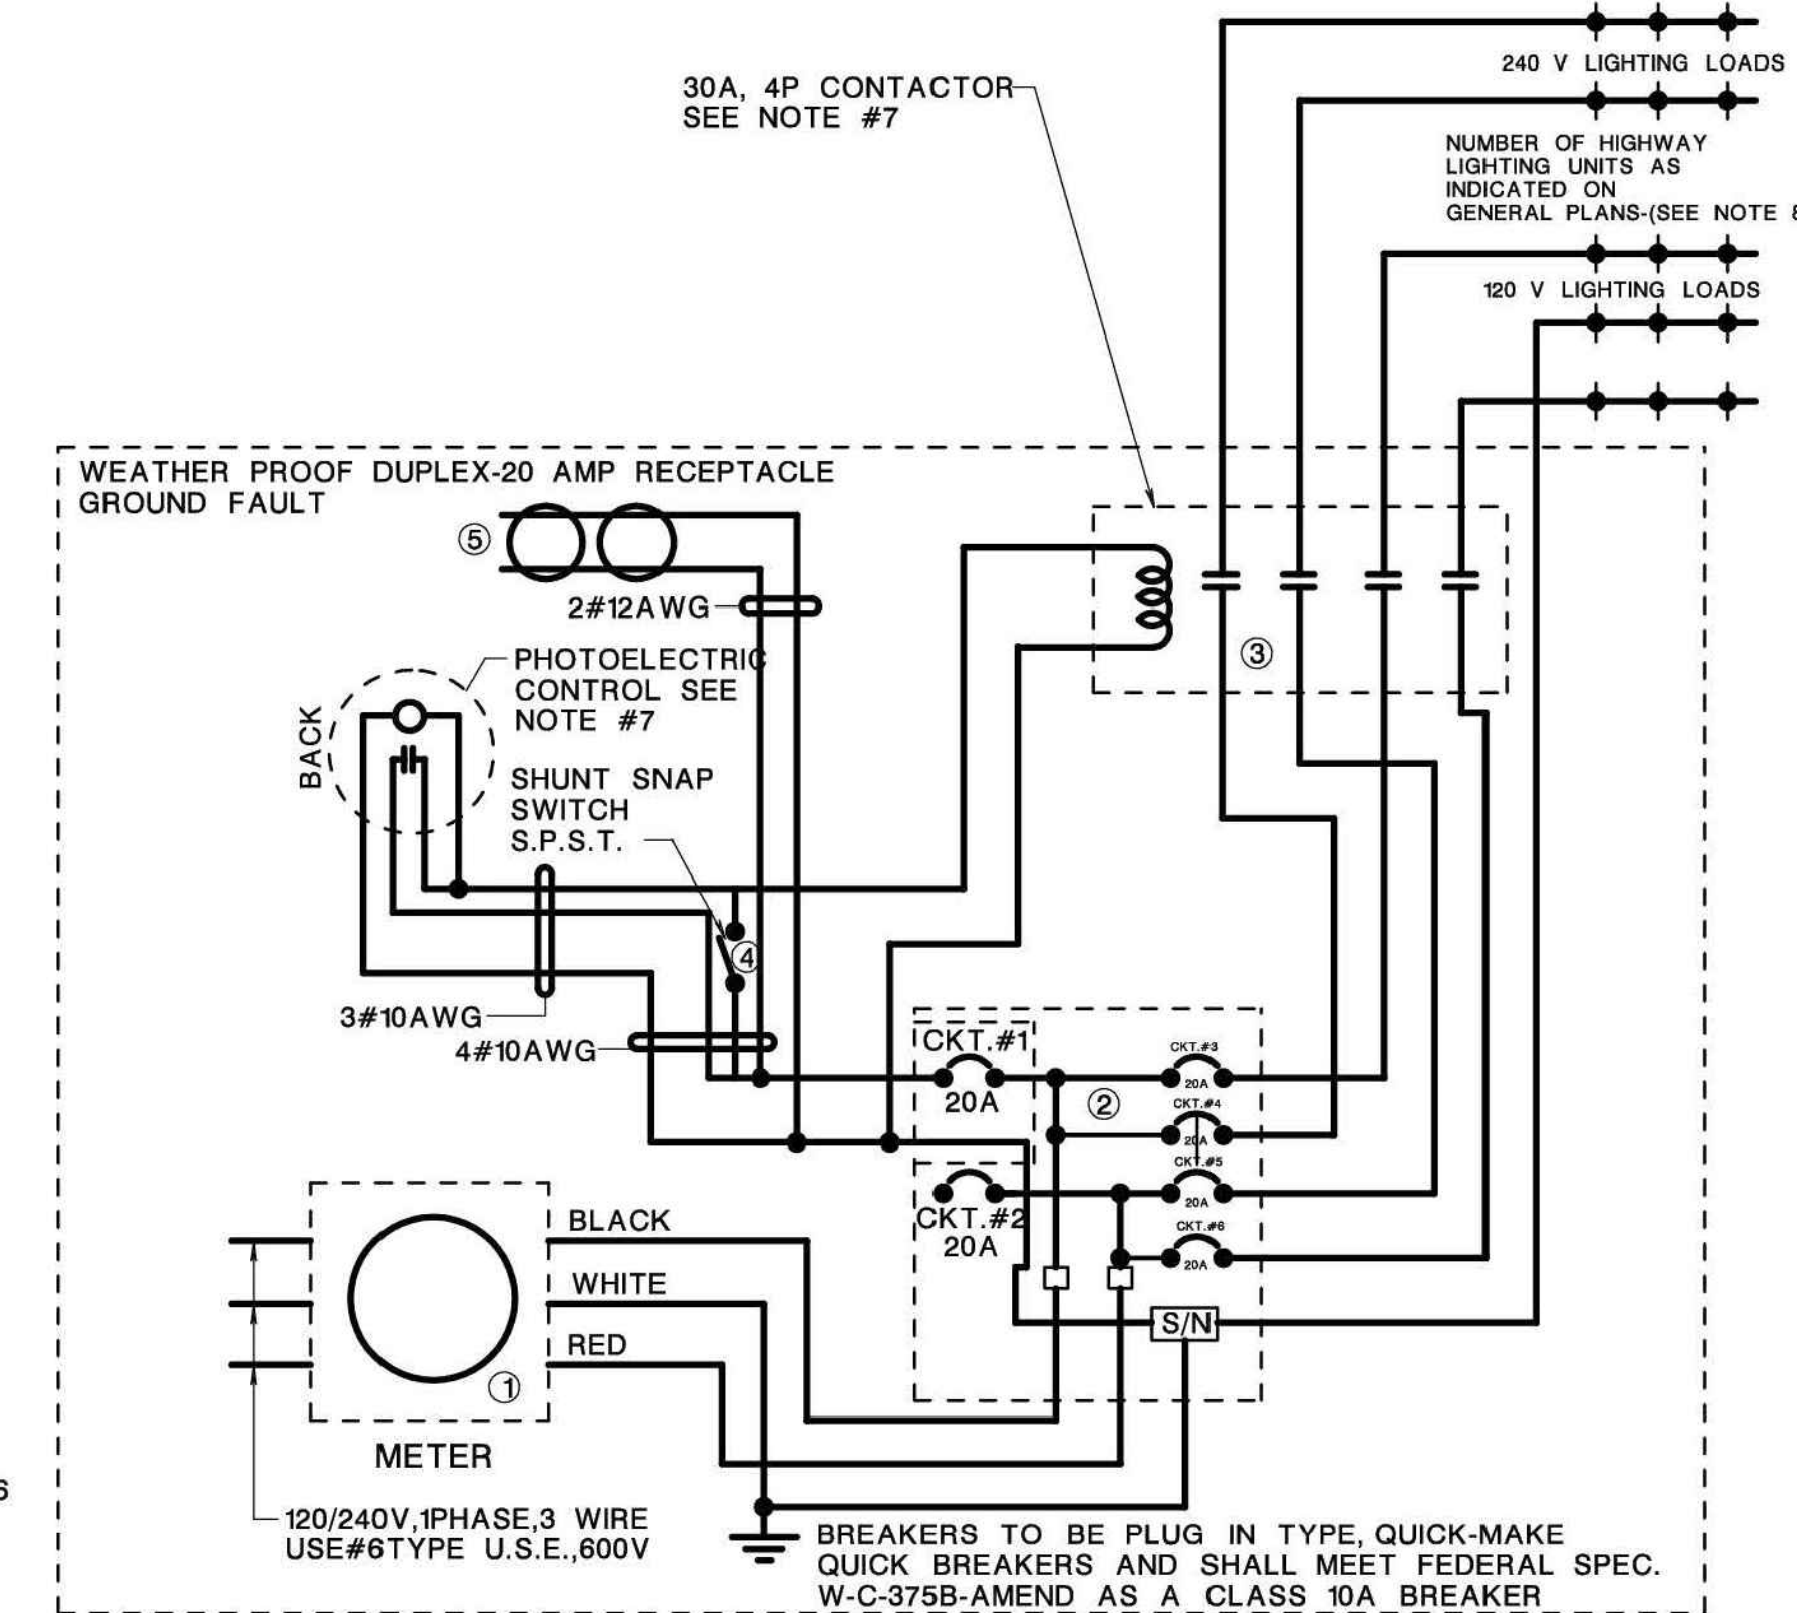 240 V LIGHTING LOADS
30A, 4P CONTACTOR
SEE NOTE #7
NUMBER OF HIGHWAY
LIGHTING UNITS AS
INDICATED ON
GENERAL PLANS-(SEE NOTE
120 V LIGHTING LOADS
WEATHER PROOF DUPLEX-20 AMP RECEPTACLE
GROUND FAULT
5
2#12AWG
PHOTOELECTRIC
CONTROL SEE
NOTE #7
BACK
3
SHUNT SNAP
SWITCH
S.P.S.T.
4
3#10AWG
4#10AWG
CKT.#1
20A
2
CKT.#3
20A
CKT.#4
20A
CKT.#5
20A
CKT.#6
20A
CKT.#2
20A
S/N
BLACK
WHITE
RED
1
METER
6
120/240V,1PHASE,3 WIRE
USE#6TYPE U.S.E.,600V
BREAKERS TO BE PLUG IN TYPE, QUICK-MAKE
QUICK BREAKERS AND SHALL MEET FEDERAL SPEC.
W-C-375B-AMEND AS A CLASS 10A BREAKER